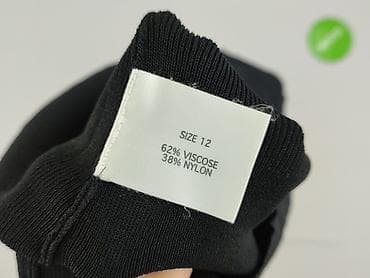 SIZE 12
62% VISCOSE
38% NYLON